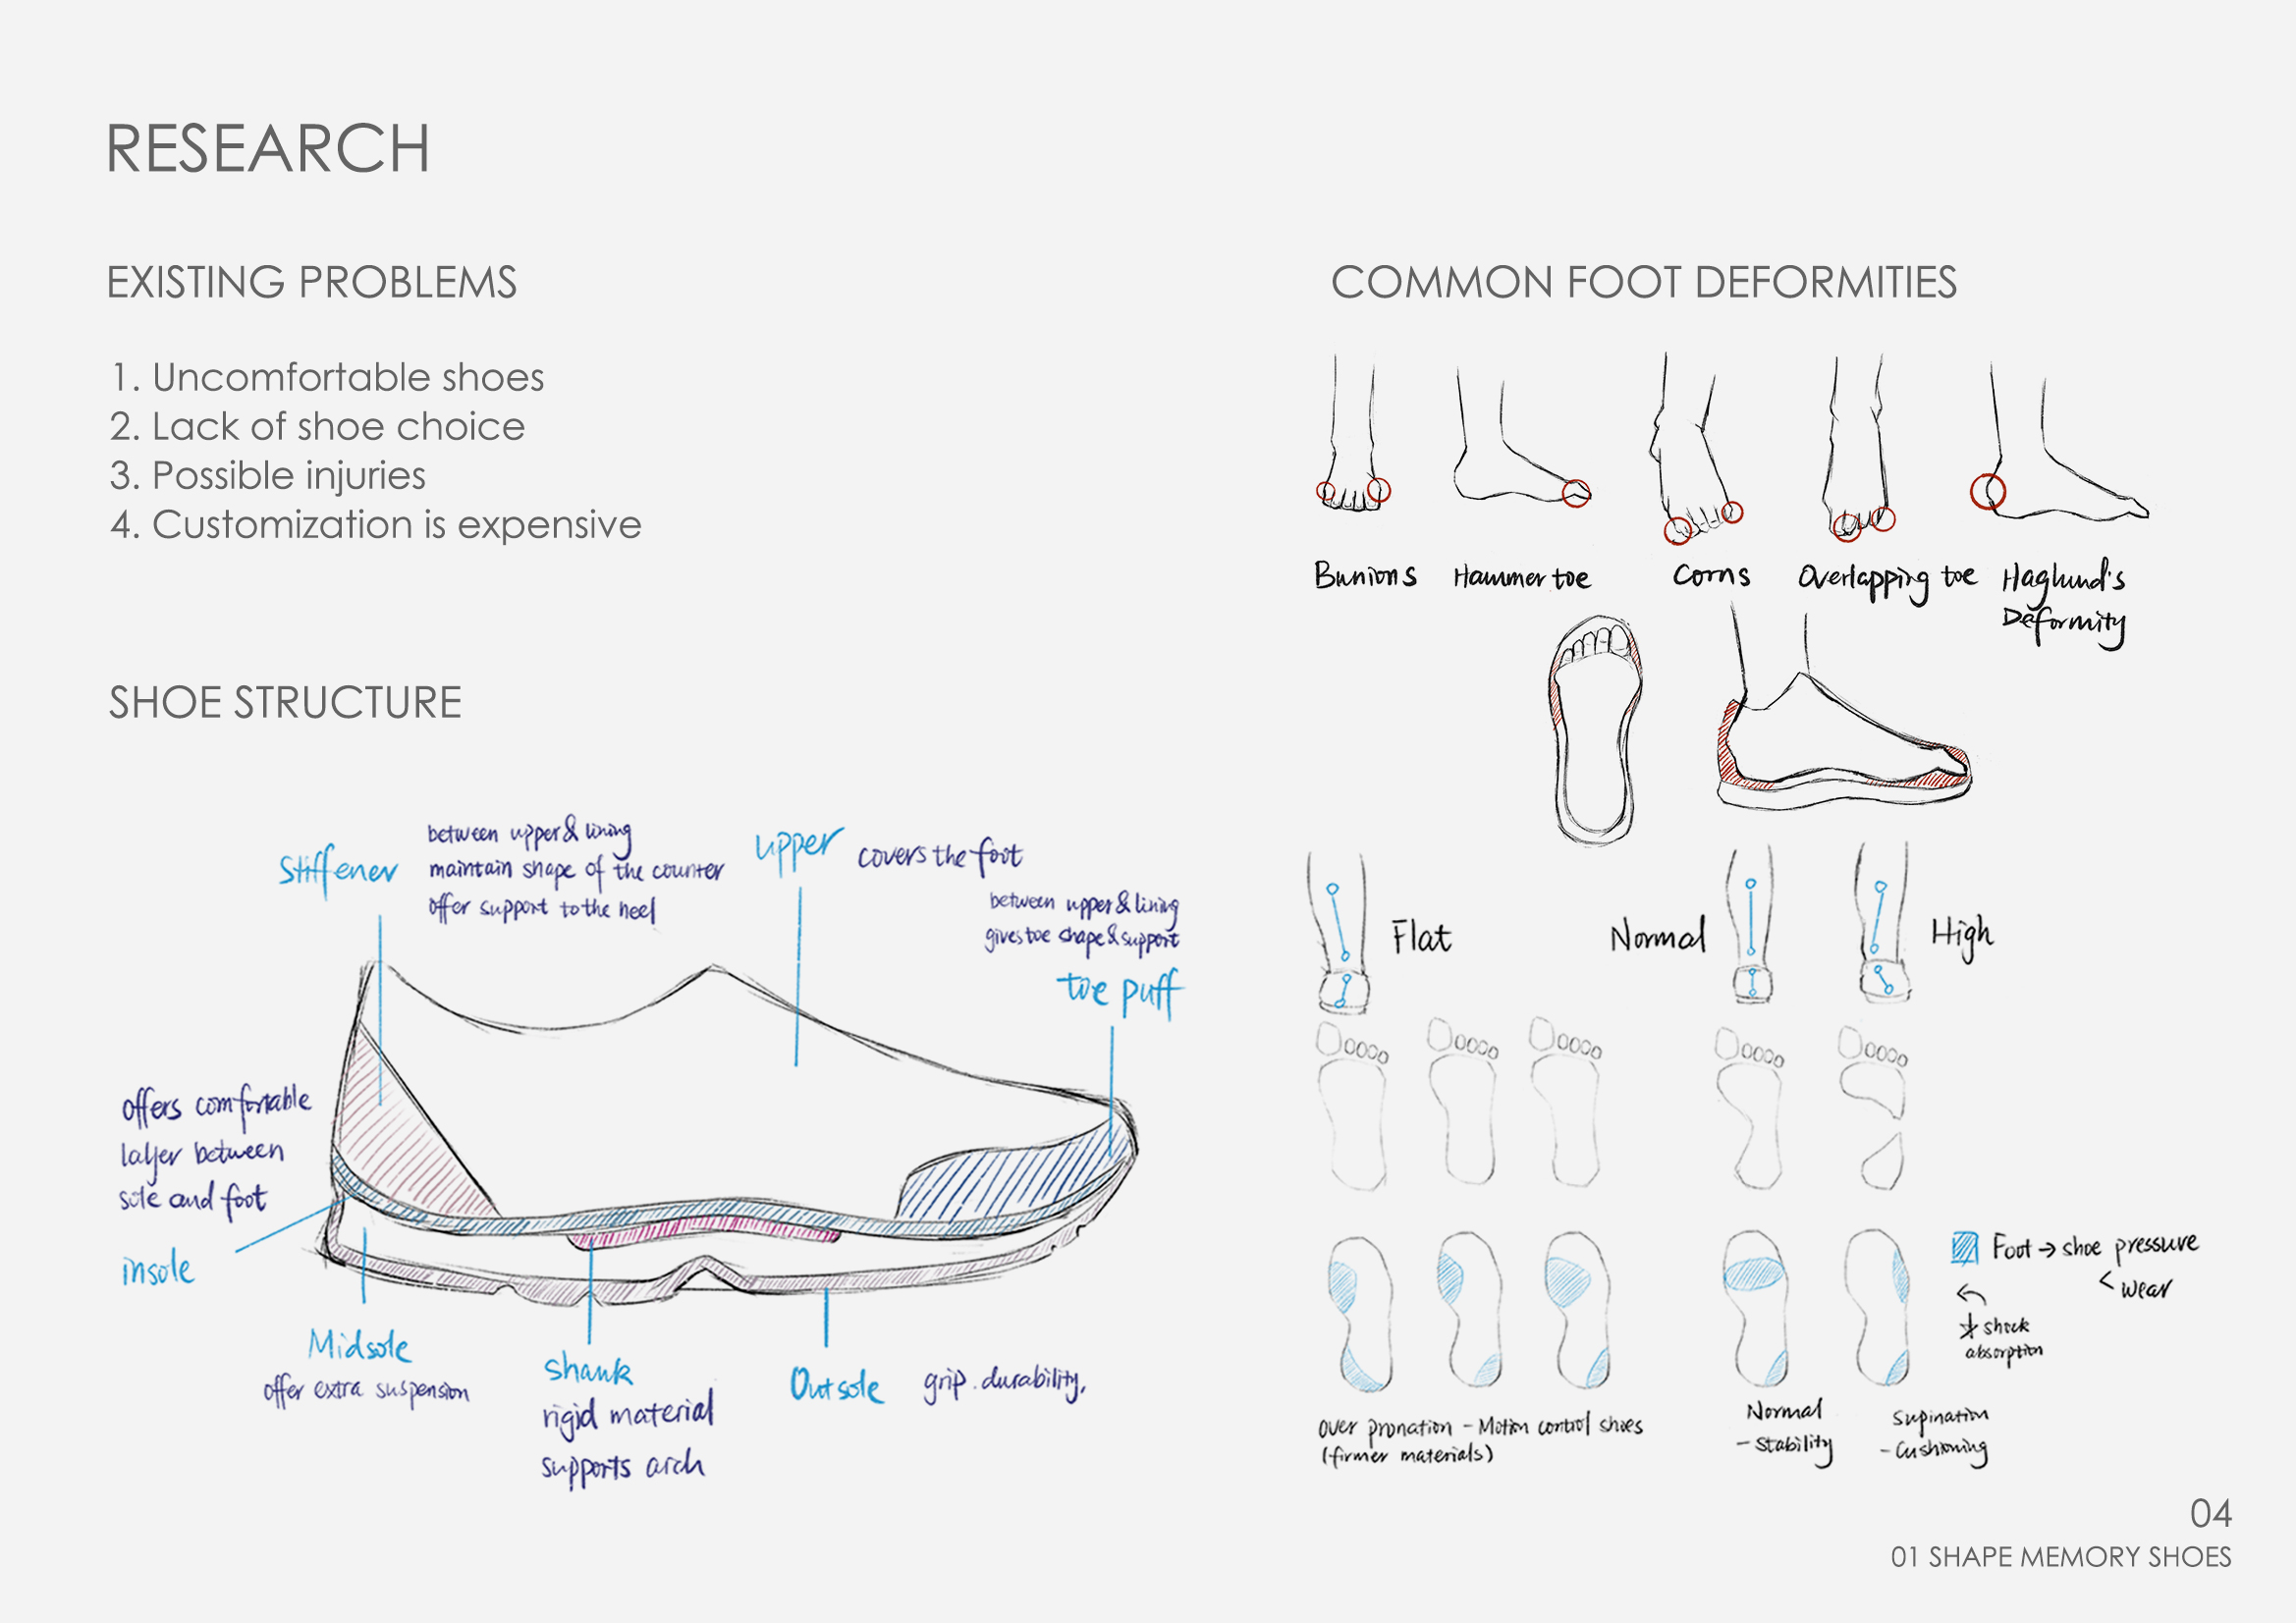 RESEARCH
EXISTING PROBLEMS
1. Uncomfortable shoes
2. Lack of shoe choice
3. Possible injuries
4. Customization is expensive
SHOE STRUCTURE
stiffener
between upper & lining
maintain shape of the counter
offer support to the heel
upper
covers the foot
between upper & lining
gives toe shape & support
toe puff
offers comfortable
layer between
sole and foot
insole
Midsole
offer extra suspension
shank
rigid material
supports arch
Outsole
grip. durability,
COMMON FOOT DEFORMITIES
Bunions
Hammer toe
Corns
Overlapping toe
Haglund's
Deformity
Flat
Normal
High
Foot → shoe pressure
< wear
shock
absorption
over pronation – Motion control shoes
(firmer materials)
Normal
– Stability
Supination
– Cushioning
04
01 SHAPE MEMORY SHOES